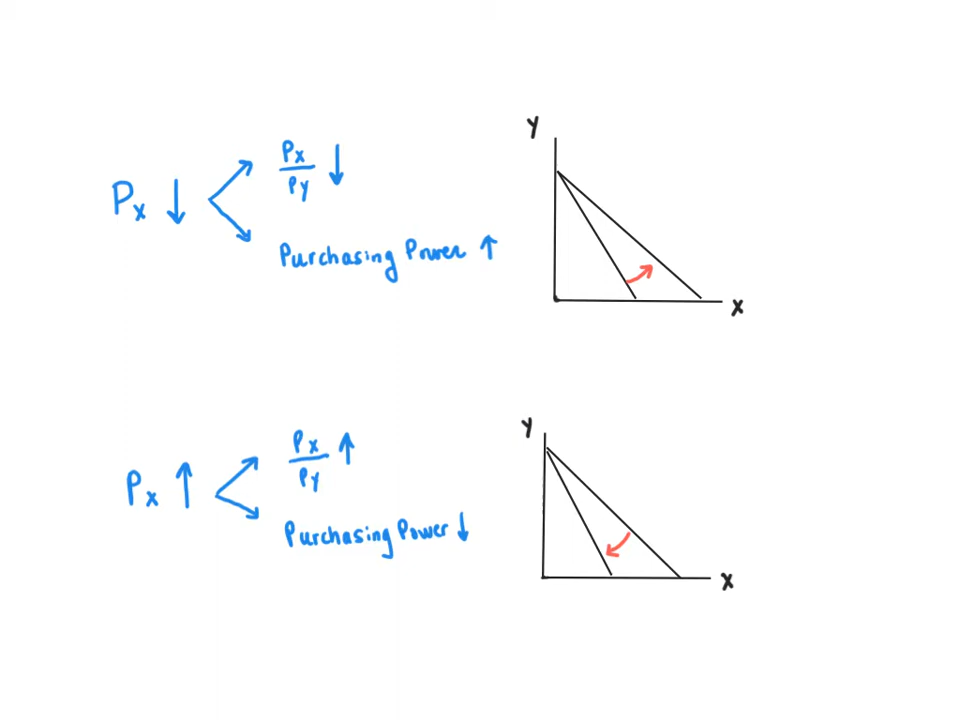 Y
Px ↓
Px
Py ↓
Purchasing Power ↑
X
Y
Px ↑
Px
Py ↑
Purchasing Power ↓
X